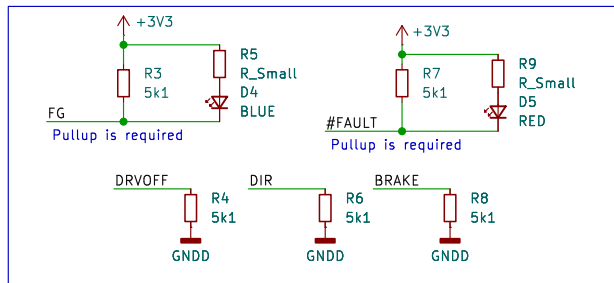 +3V3
R3
5k1
R5
R_Small
D4
BLUE
FG
Pullup is required
+3V3
R7
5k1
R9
R_Small
D5
RED
#FAULT
Pullup is required
DRVOFF
R4
5k1
GNDD
DIR
R6
5k1
GNDD
BRAKE
R8
5k1
GNDD